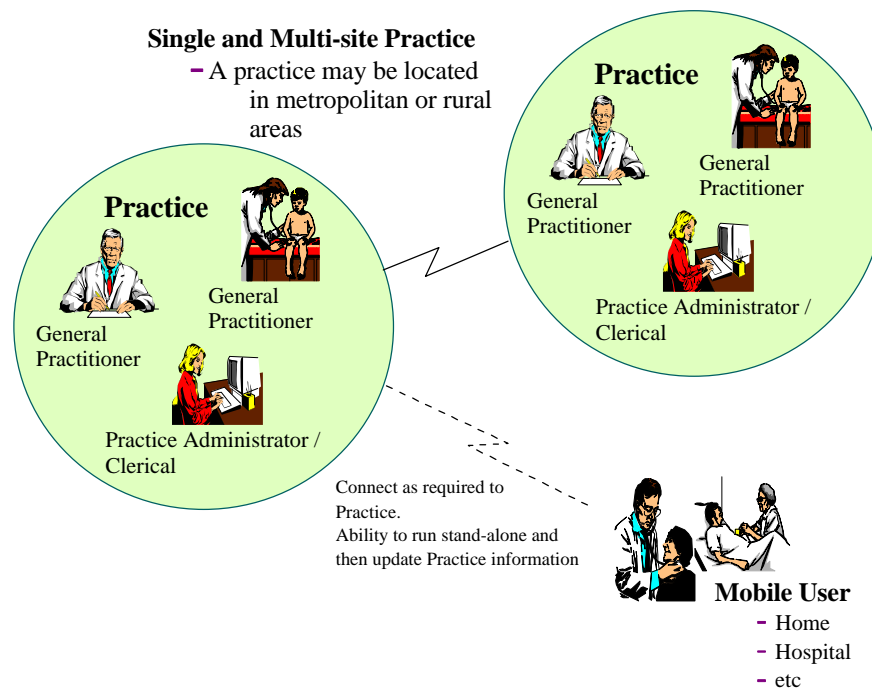 Single and Multi-site Practice
– A practice may be located
in metropolitan or rural
areas
Practice
General
Practitioner
General
Practitioner
Practice Administrator /
Clerical
Practice
General
Practitioner
General
Practitioner
Practice Administrator /
Clerical
Connect as required to
Practice.
Ability to run stand-alone and
then update Practice information
Mobile User
– Home
– Hospital
– etc